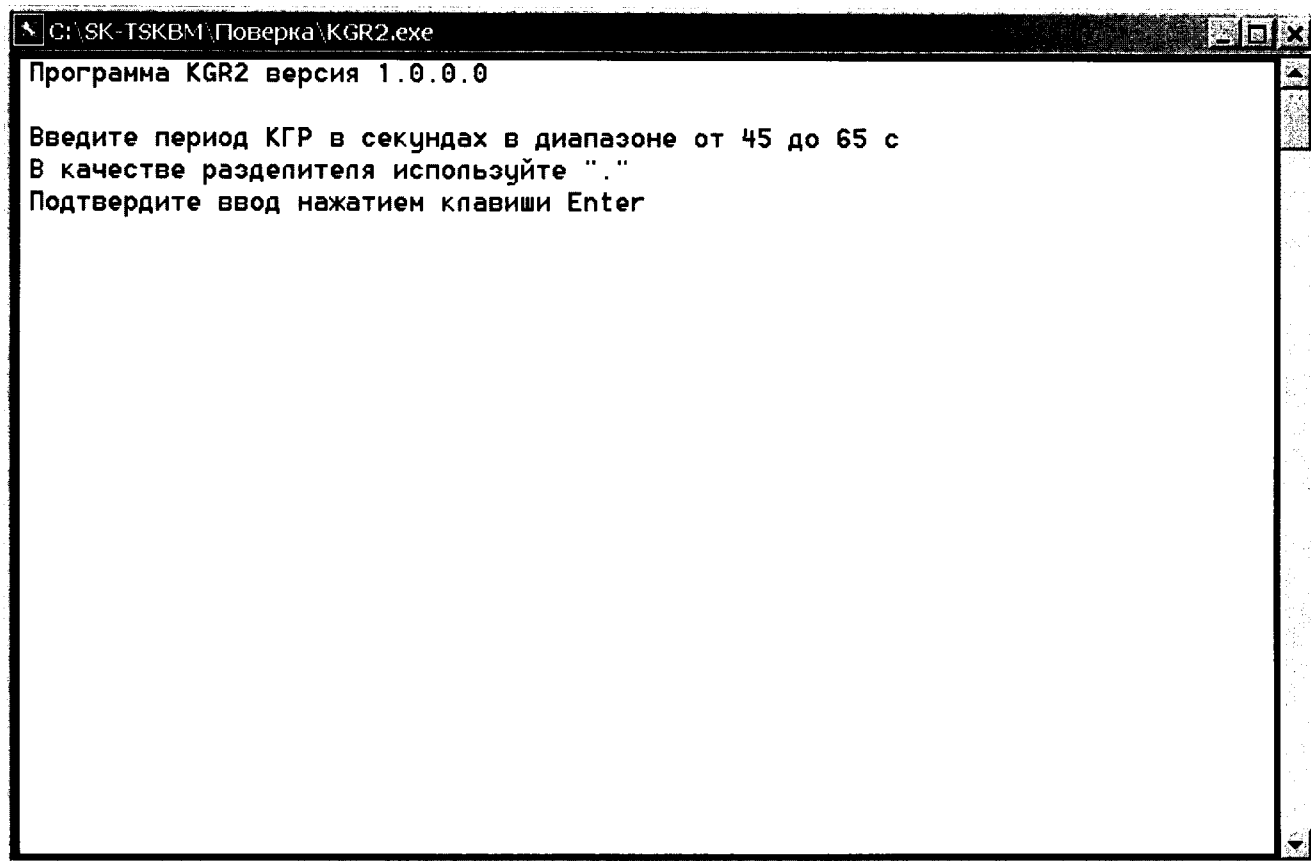 C:\SK-TSKBM\Поверка\KGR2.exe
Программа KGR2 версия 1.0.0.0
Введите период КГР в секундах в диапазоне от 45 до 65 с
В качестве разделителя используйте "."
Подтвердите ввод нажатием клавиши Enter